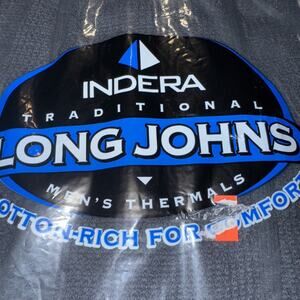 INDERA
TRADITIONAL
LONG JOHNS
MEN'S THERMALS
COTTON-RICH FOR COMFORT